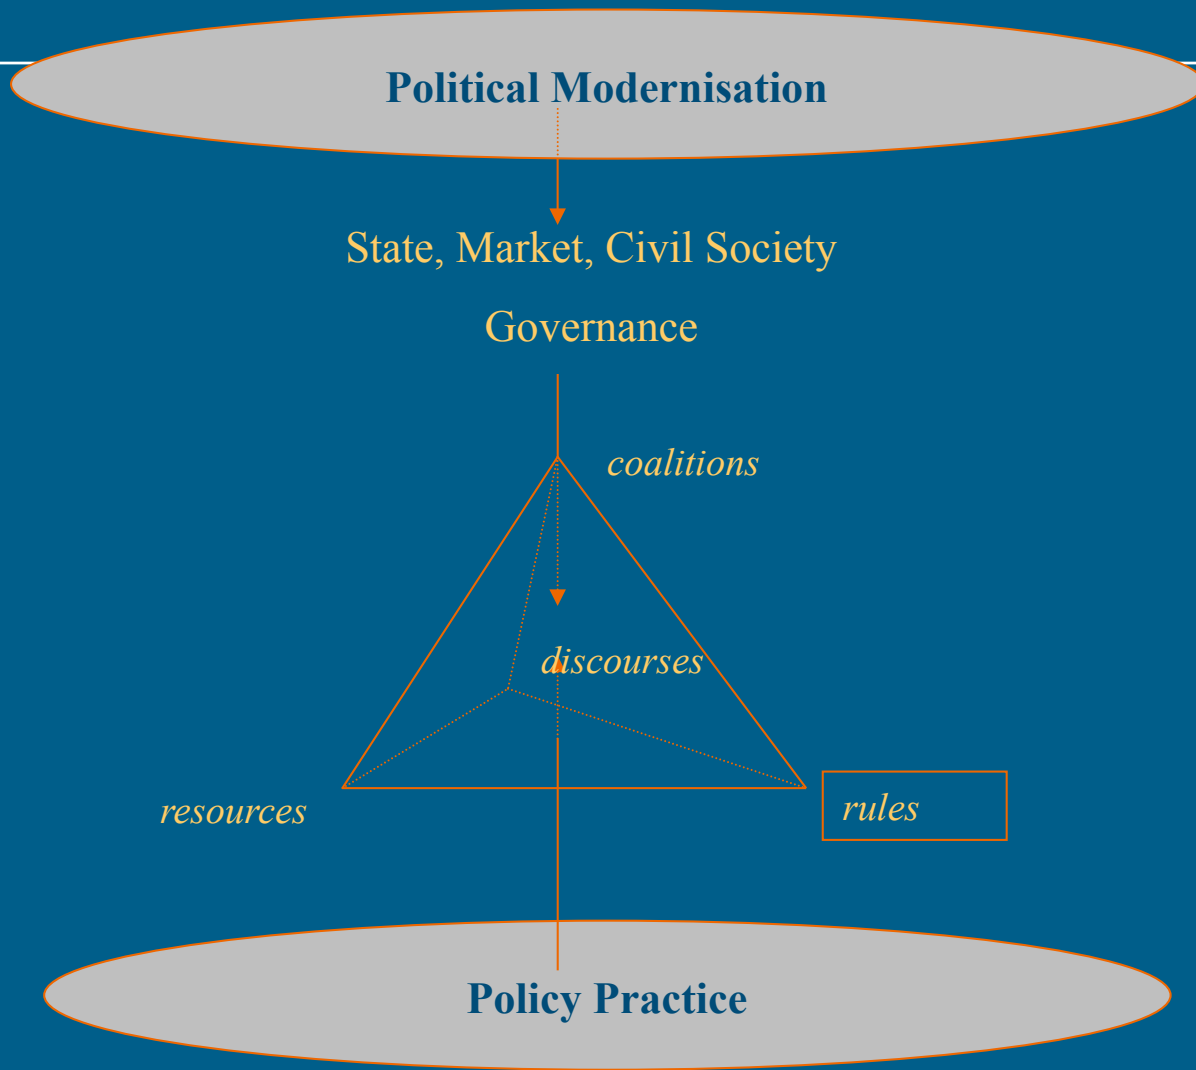 Political Modernisation
State, Market, Civil Society
Governance
coalitions
discourses
resources
rules
Policy Practice